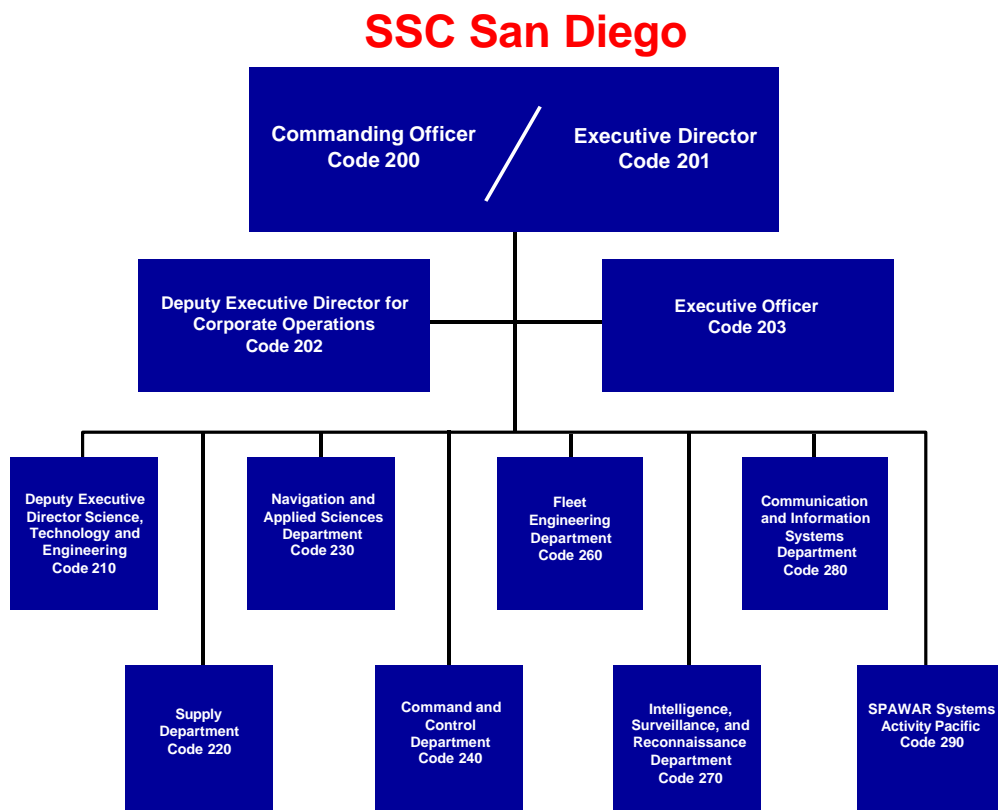 SSC San Diego
Commanding Officer
Code 200
Executive Director
Code 201
Deputy Executive Director for
Corporate Operations
Code 202
Executive Officer
Code 203
Deputy Executive
Director Science,
Technology and
Engineering
Code 210
Navigation and
Applied Sciences
Department
Code 230
Fleet
Engineering
Department
Code 260
Communication
and Information
Systems
Department
Code 280
Supply
Department
Code 220
Command and
Control
Department
Code 240
Intelligence,
Surveillance, and
Reconnaissance
Department
Code 270
SPAWAR Systems
Activity Pacific
Code 290